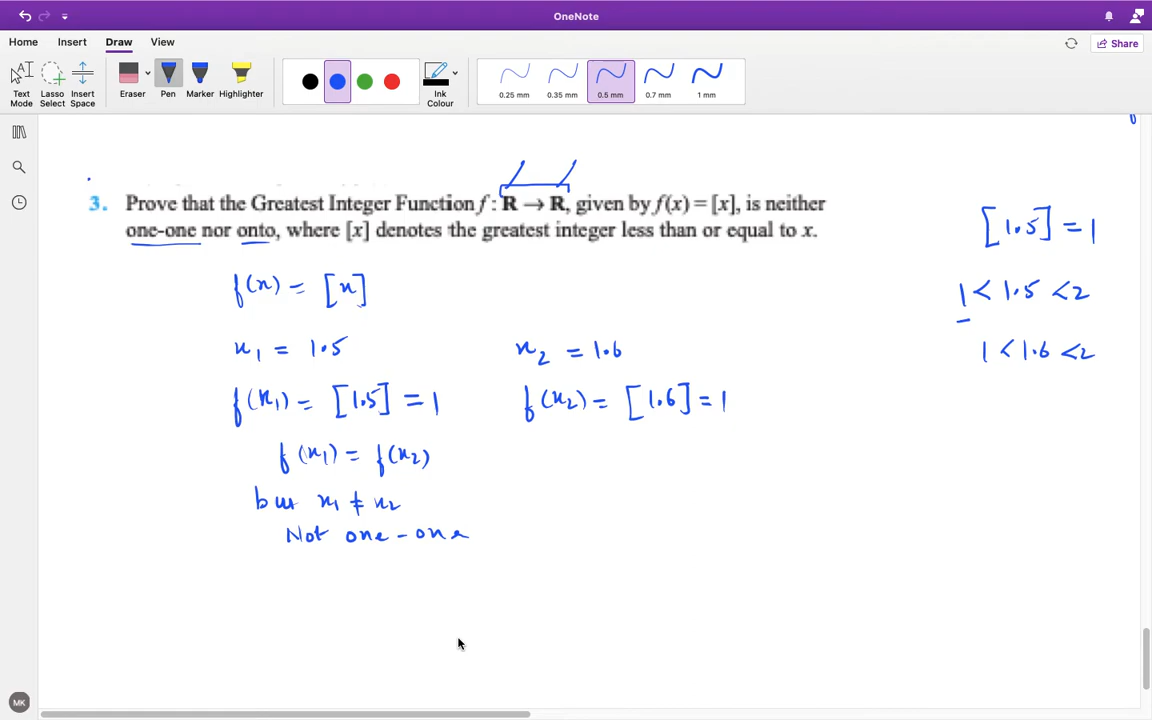 OneNote
Home Insert Draw View
Share
Text Mode
Lasso Select
Insert Space
Eraser
Pen
Marker
Highlighter
Ink Colour
0.25 mm
0.35 mm
0.5 mm
0.7 mm
1 mm
3. Prove that the Greatest Integer Function f : R → R, given by f(x) = [x], is neither
one-one nor onto, where [x] denotes the greatest integer less than or equal to x.
[1.5] = 1
f(x) = [x]
1 < 1.5 < 2
x₁ = 1.5 x₂ = 1.6
1 < 1.6 < 2
f(x₁) = [1.5] = 1 f(x₂) = [1.6] = 1
f(x₁) = f(x₂)
but x₁ ≠ x₂
Not one-one
MK